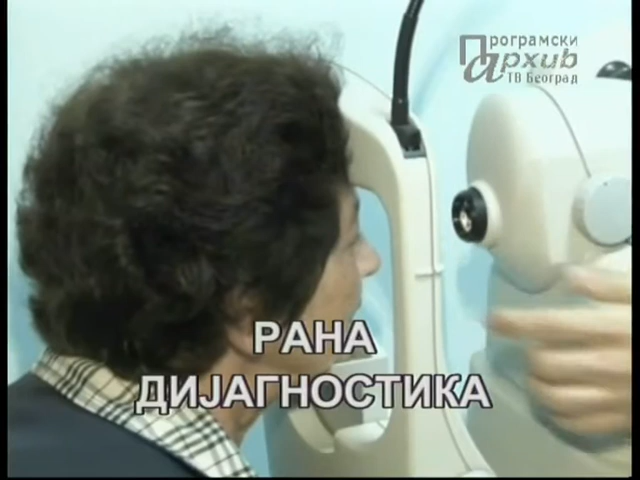 Програмски
архив
ТВ Београд
РАНА
ДИЈАГНОСТИКА